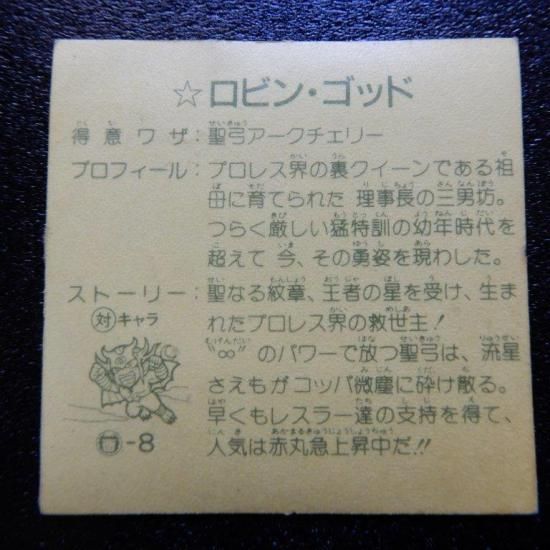 ☆ロビン・ゴッド
得意ワザ:聖弓アークチェリー
プロフィール:プロレス界の裏クイーンである祖
母に育てられた 理事長の三男坊。
つらく厳しい猛特訓の幼年時代を
超えて 今、その勇姿を現わした。
ストーリー:聖なる紋章、王者の星を受け、生ま
れたプロレス界の救世主!
"∞"のパワーで放つ聖弓は、流星
さえもがコッパ微塵に砕け散る。
早くもレスラー達の支持を得て、
人気は赤丸急上昇中だ!!
対キャラ
-8